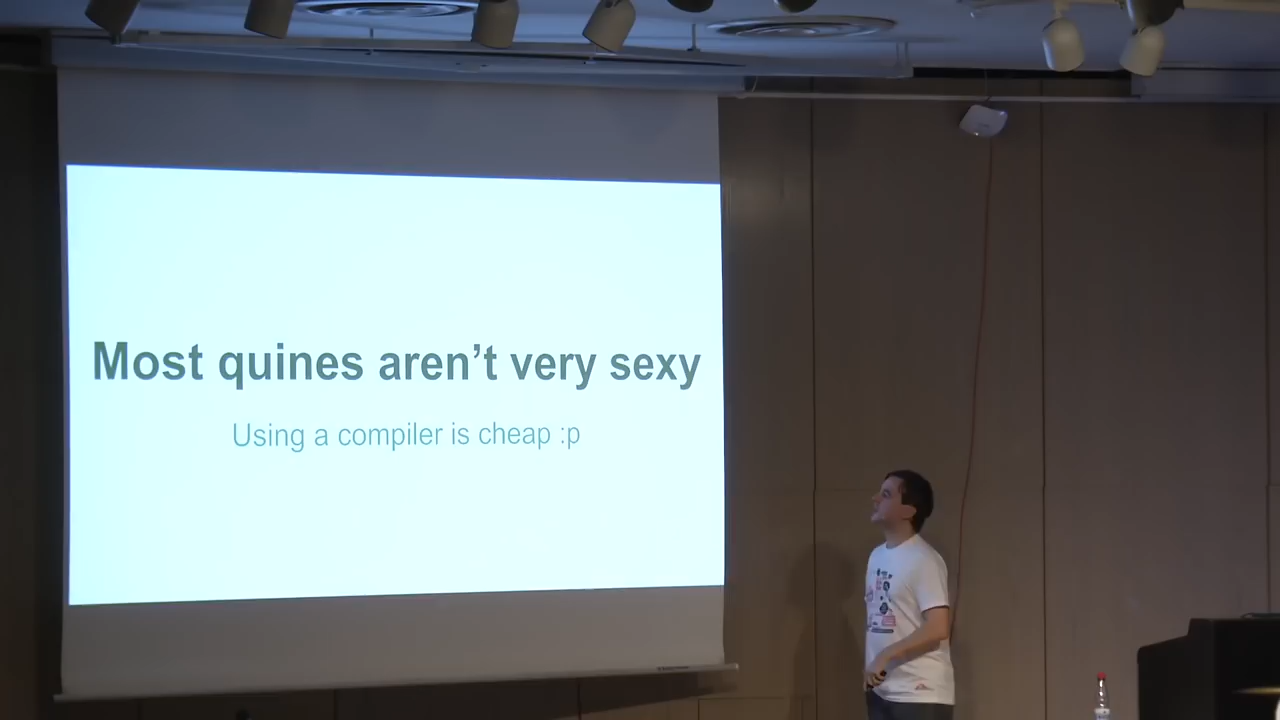 Most quines aren’t very sexy
Using a compiler is cheap :p